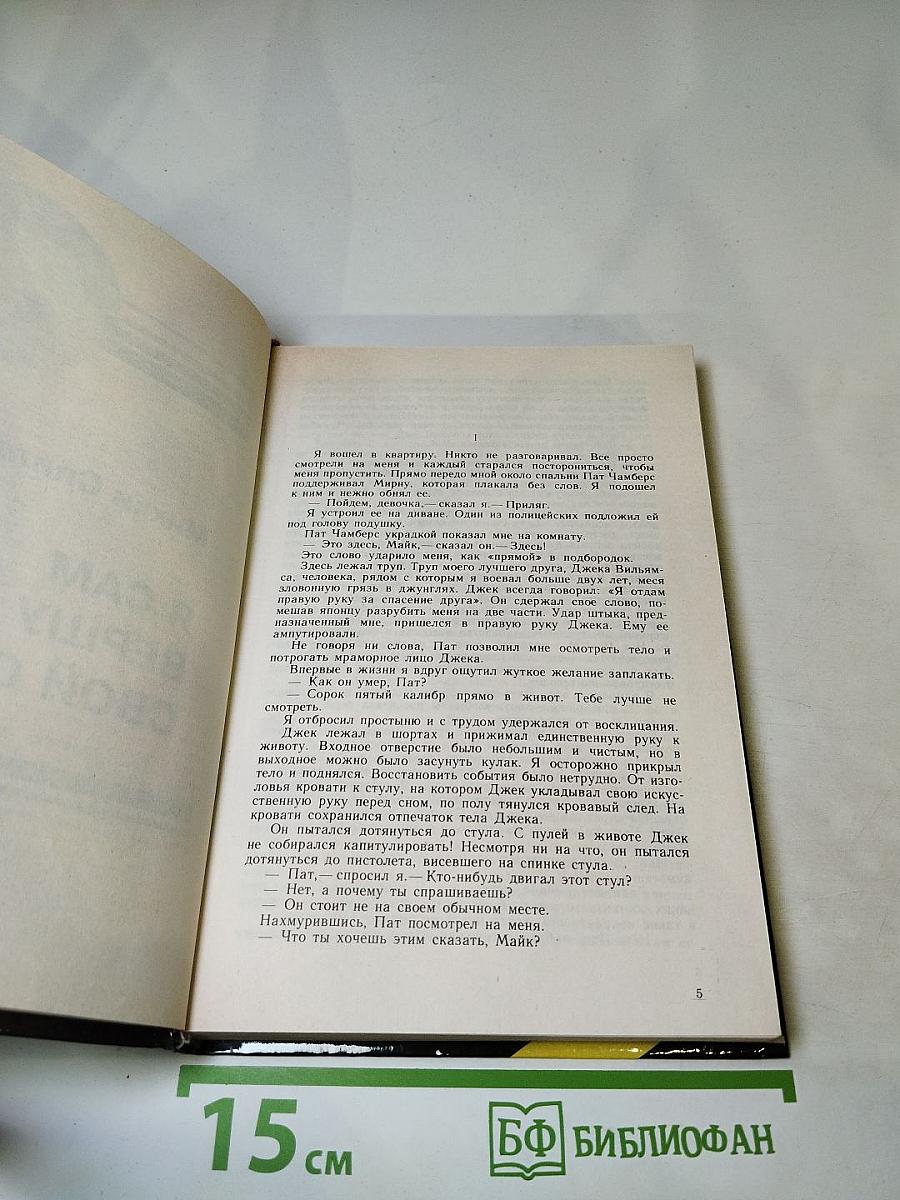 I
Я вошел в квартиру. Никто не разговаривал. Все просто
смотрели на меня и каждый старался посторониться, чтобы
меня пропустить. Прямо передо мной около спальни Пат Чамберс
поддерживал Мирну, которая плакала без слов. Я подошел
к ним и нежно обнял ее.
— Пойдем, девочка,— сказал я.— Приляг.
Я устроил ее на диване. Один из полицейских подложил ей
под голову подушку.
Пат Чамберс украдкой показал мне на комнату.
— Это здесь, Майк,— сказал он.— Здесь!
Это слово ударило меня, как «прямой» в подбородок.
Здесь лежал труп. Труп моего лучшего друга, Джека Вильям-
са, человека, рядом с которым я воевал больше двух лет, меся
зловонную грязь в джунглях. Джек всегда говорил: «Я отдам
правую руку за спасение друга». Он сдержал свое слово, по-
мешав японцу разрубить меня на две части. Удар штыка, пред-
назначенный мне, пришелся в правую руку Джека. Ему ее
ампутировали.
Не говоря ни слова, Пат позволил мне осмотреть тело и
потрогать мраморное лицо Джека.
Впервые в жизни я вдруг ощутил жуткое желание заплакать.
— Как он умер, Пат?
— Сорок пятый калибр прямо в живот. Тебе лучше не
смотреть.
Я отбросил простыню и с трудом удержался от восклицания.
Джек лежал в шортах и прижимал единственную руку к
животу. Входное отверстие было небольшим и чистым, но в
выходное можно было засунуть кулак. Я осторожно прикрыл
тело и поднялся. Восстановить события было нетрудно. От изго-
ловья кровати к стулу, на котором Джек укладывал свою искус-
ственную руку перед сном, по полу тянулся кровавый след. На
кровати сохранился отпечаток тела Джека.
Он пытался дотянуться до стула. С пулей в животе Джек
не собирался капитулировать! Несмотря ни на что, он пытался
дотянуться до пистолета, висевшего на спинке стула.
— Пат,— спросил я.— Кто-нибудь двигал этот стул?
— Нет, а почему ты спрашиваешь?
— Он стоит не на своем обычном месте.
Нахмурившись, Пат посмотрел на меня.
— Что ты хочешь этим сказать, Майк?
5
15 см
БФ БИБЛИОФАН